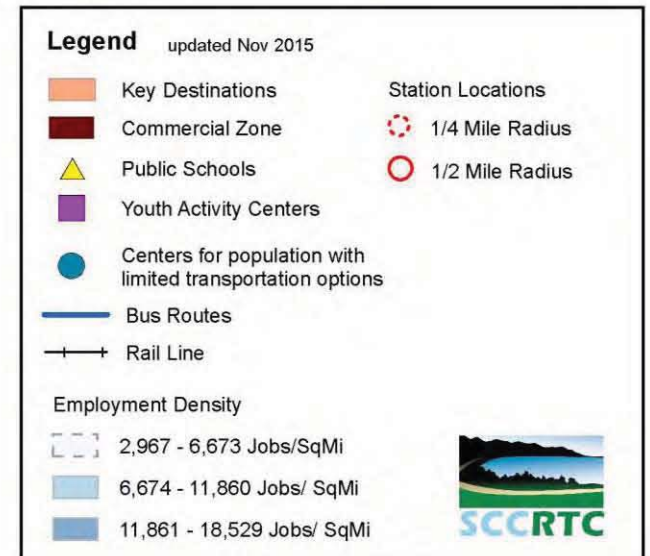 Legend updated Nov 2015
Key Destinations
Commercial Zone
Public Schools
Youth Activity Centers
Centers for population with
limited transportation options
Bus Routes
Rail Line
Station Locations
1/4 Mile Radius
1/2 Mile Radius
Employment Density
2,967 - 6,673 Jobs/SqMi
6,674 - 11,860 Jobs/ SqMi
11,861 - 18,529 Jobs/ SqMi
SCCRTC